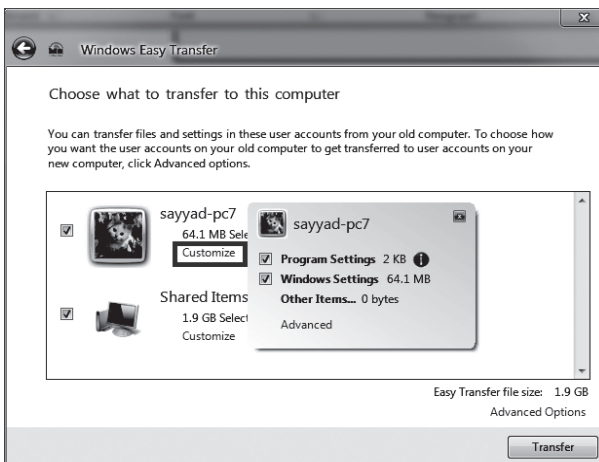 Windows Easy Transfer
Choose what to transfer to this computer
You can transfer files and settings in these user accounts from your old computer. To choose how
you want the user accounts on your old computer to get transferred to user accounts on your
new computer, click Advanced options.
sayyad-pc7
64.1 MB Sele
Customize
Shared Items
1.9 GB Select
Customize
sayyad-pc7
Program Settings 2 KB
Windows Settings 64.1 MB
Other Items... 0 bytes
Advanced
Easy Transfer file size: 1.9 GB
Advanced Options
Transfer